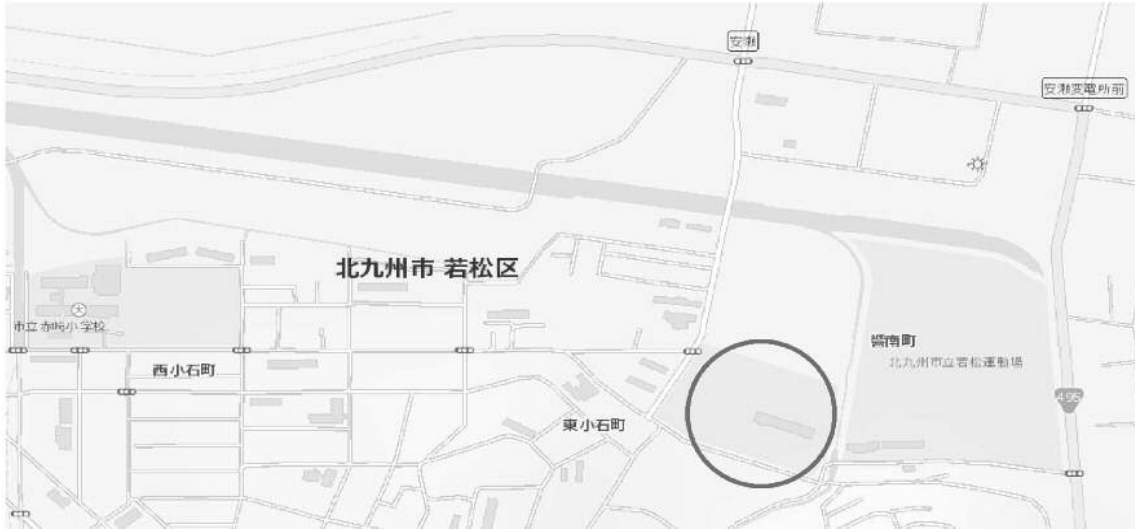 安瀬
安瀬変電所前
北九州市 若松区
市立赤崎小学校
西小石町
響南町
北九州市立若松運動場
495
東小石町